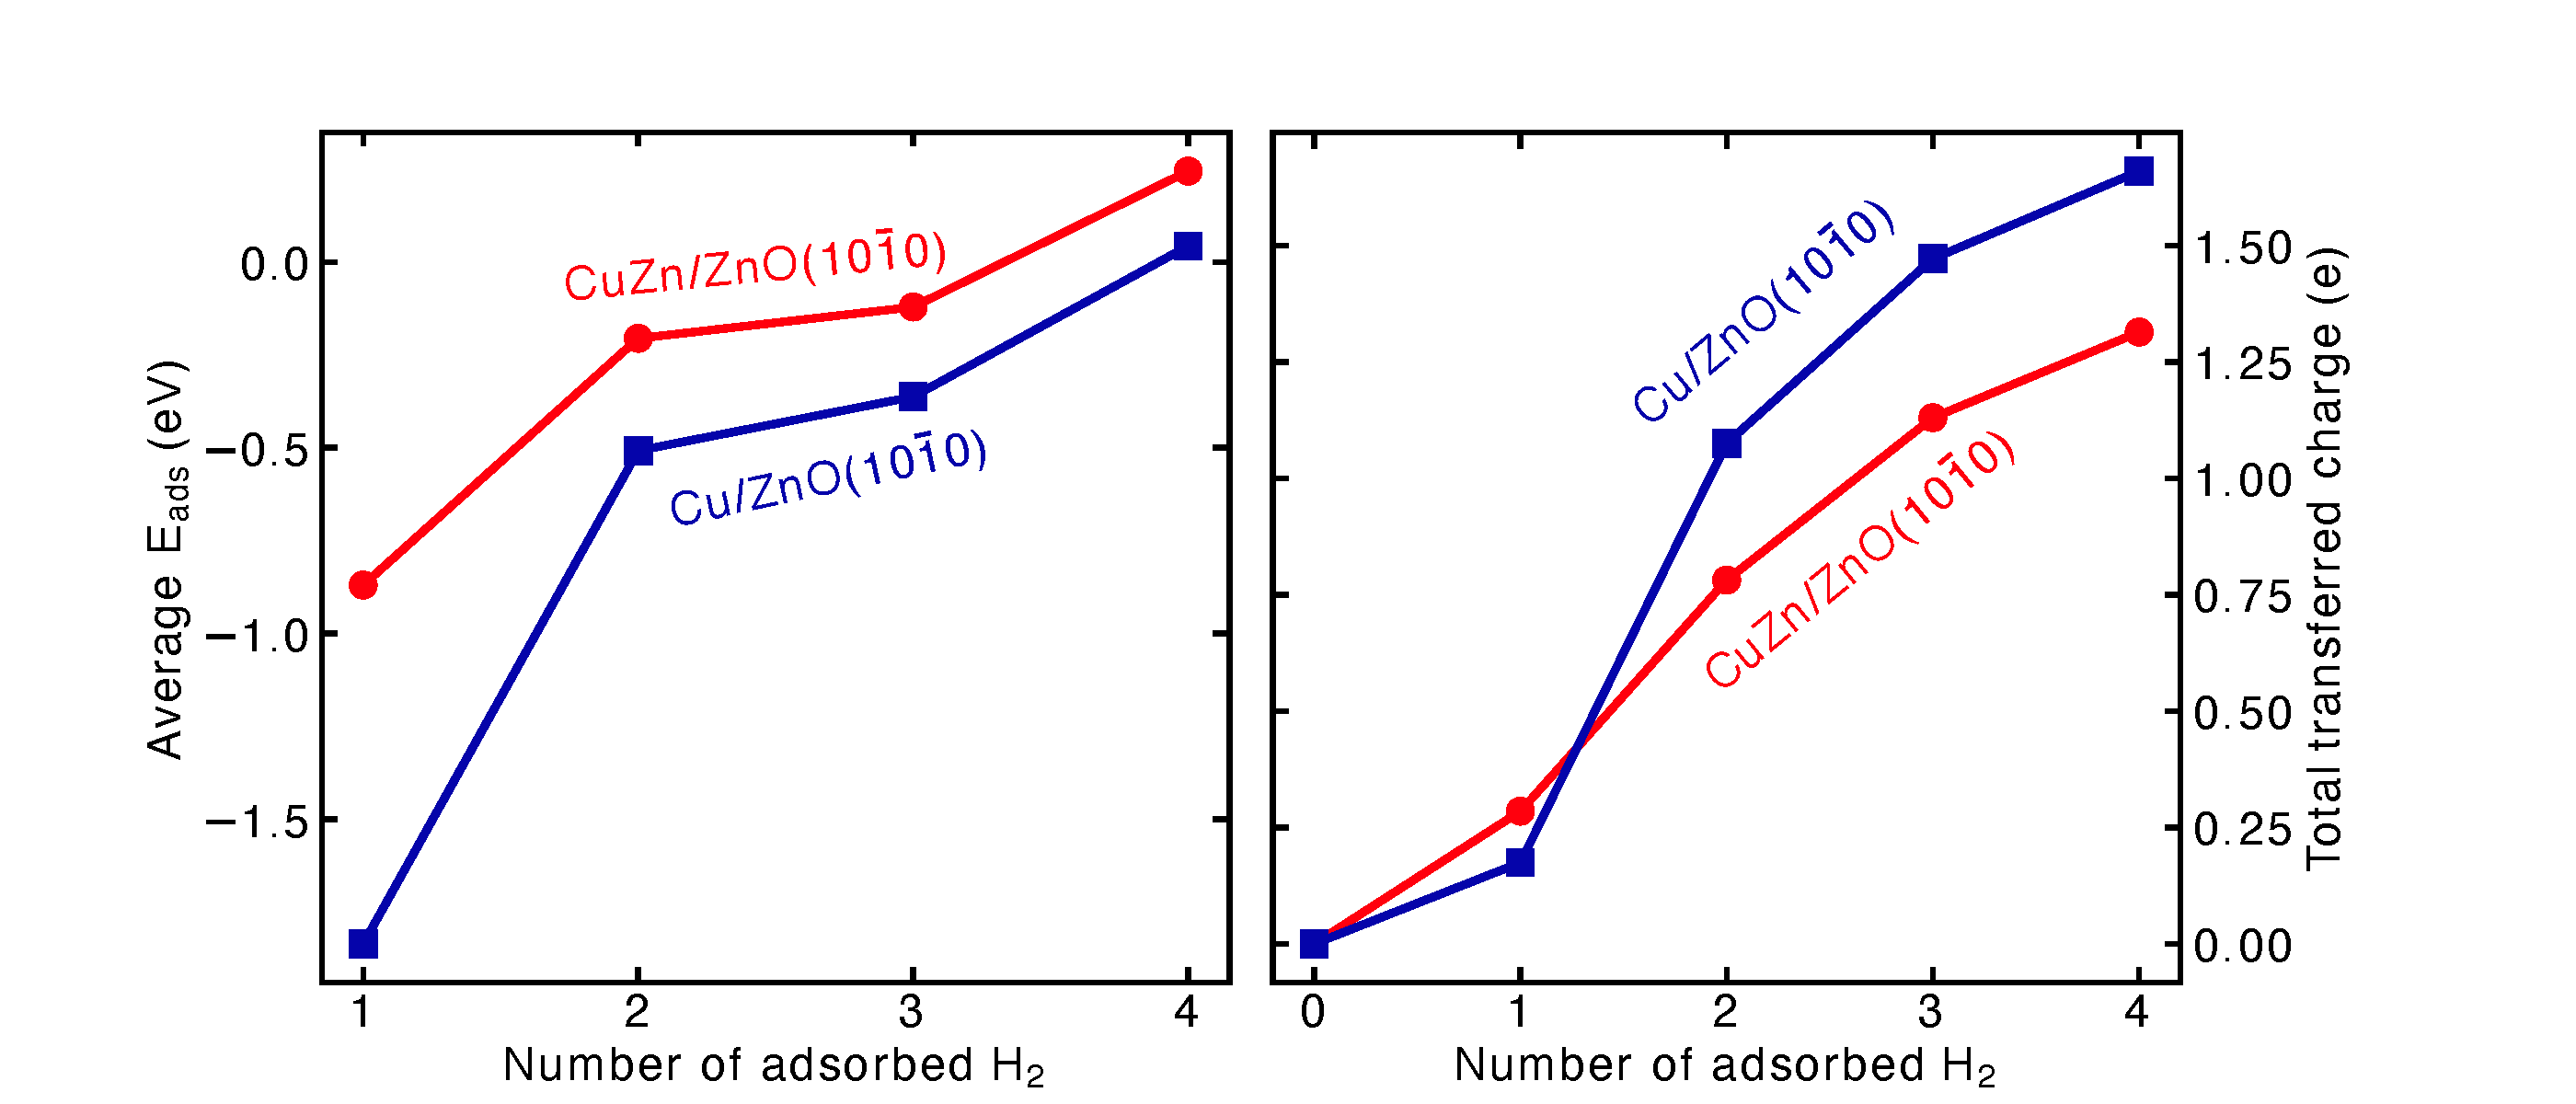 Average Eads (eV)
0.0
−0.5
−1.0
−1.5
CuZn/ZnO(101̄0)
Cu/ZnO(101̄0)
1 2 3 4
Number of adsorbed H2
Cu/ZnO(101̄0)
CuZn/ZnO(101̄0)
1.50
1.25
1.00
0.75
0.50
0.25
0.00
Total transferred charge (e)
0 1 2 3 4
Number of adsorbed H2